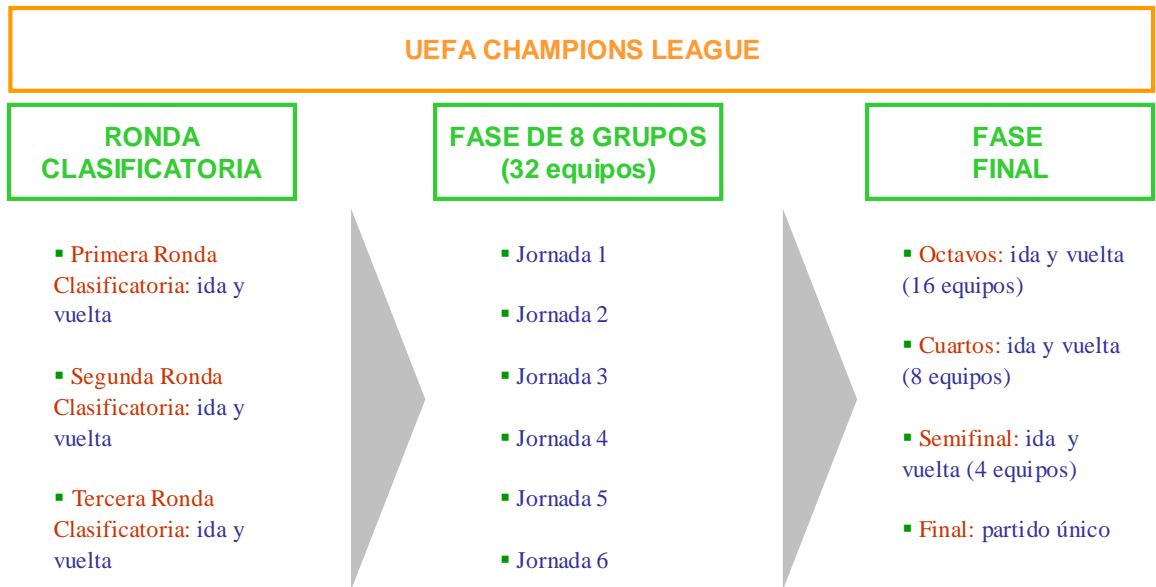 UEFA CHAMPIONS LEAGUE
RONDA
CLASIFICATORIA
▪ Primera Ronda
Clasificatoria: ida y
vuelta
▪ Segunda Ronda
Clasificatoria: ida y
vuelta
▪ Tercera Ronda
Clasificatoria: ida y
vuelta
FASE DE 8 GRUPOS
(32 equipos)
▪ Jornada 1
▪ Jornada 2
▪ Jornada 3
▪ Jornada 4
▪ Jornada 5
▪ Jornada 6
FASE
FINAL
▪ Octavos: ida y vuelta
(16 equipos)
▪ Cuartos: ida y vuelta
(8 equipos)
▪ Semifinal: ida y
vuelta (4 equipos)
▪ Final: partido único